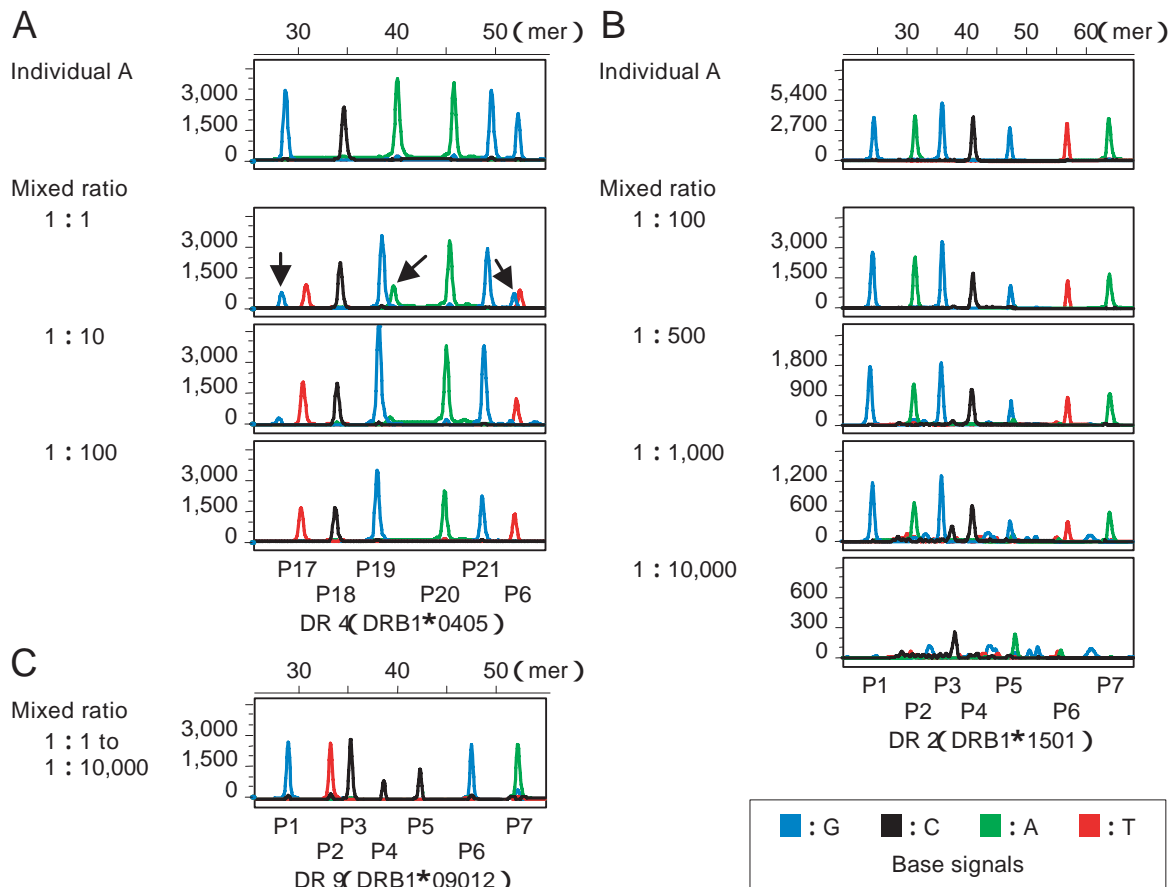 A
30 40 50 (mer)
Individual A
3,000
1,500
0
Mixed ratio
1 : 1
3,000
1,500
0
1 : 10
3,000
1,500
0
1 : 100
3,000
1,500
0
P17 P19 P21
P18 P20 P6
DR 4(DRB1*0405)
B
30 40 50 60 (mer)
Individual A
5,400
2,700
0
Mixed ratio
1 : 100
3,000
1,500
0
1 : 500
1,800
900
0
1 : 1,000
1,200
600
0
1 : 10,000
600
300
0
P1 P3 P5 P7
P2 P4 P6
DR 2(DRB1*1501)
C
30 40 50 (mer)
Mixed ratio
1 : 1 to
1 : 10,000
3,000
1,500
0
P1 P3 P5 P7
P2 P4 P6
DR 9(DRB1*09012)
: G : C : A : T
Base signals